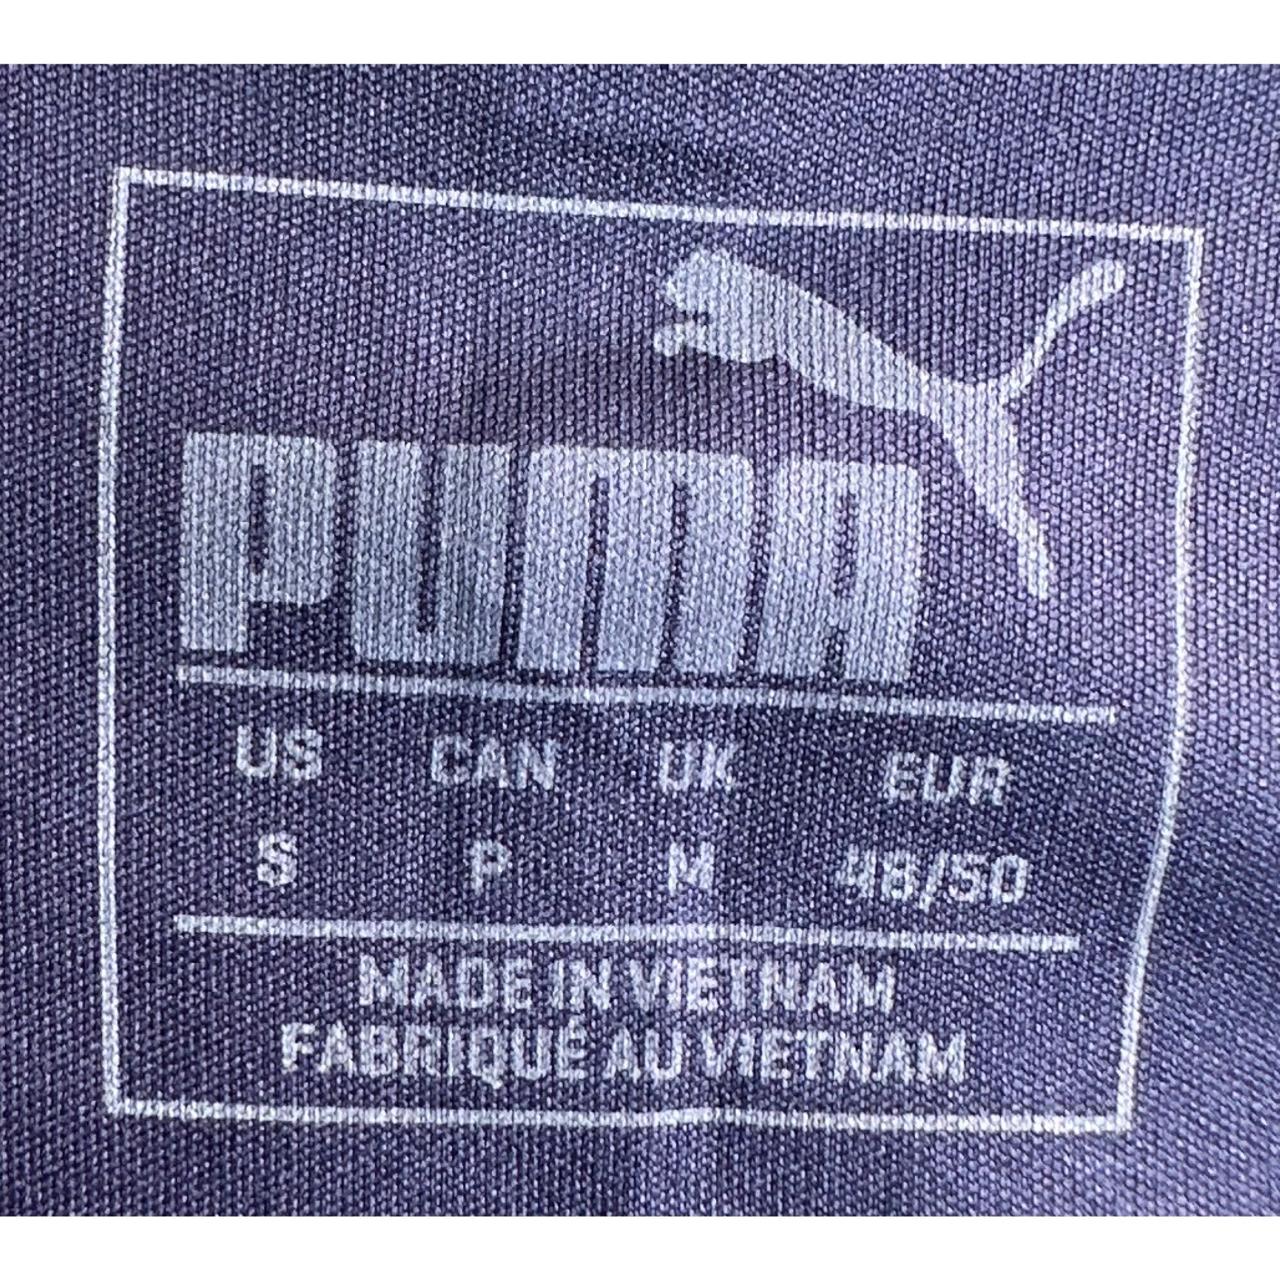 PUMA
US CAN UK EUR
S P M 48/50
MADE IN VIETNAM
FABRIQUÉ AU VIETNAM